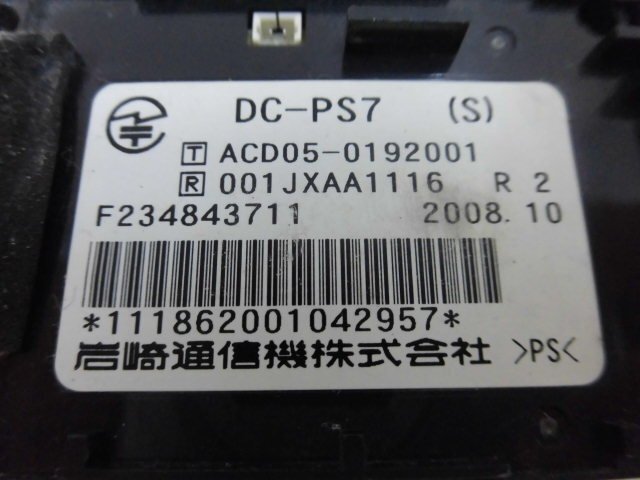 DC-PS7 (S)
T ACD05-0192001
R 001JXAA1116 R 2
F234843711 2008.10
*111862001042957*
岩崎通信機株式会社 >PS<